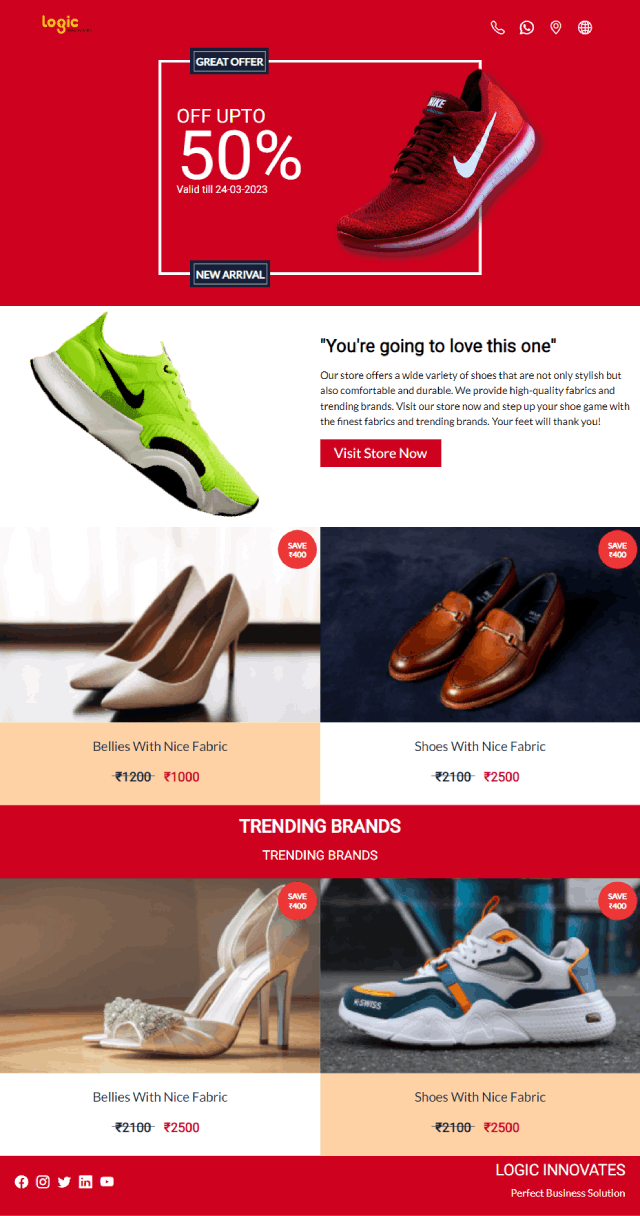 logic
GREAT OFFER
OFF UPTO
50%
Valid till 24-03-2023
NIKE
NEW ARRIVAL
"You're going to love this one"
Our store offers a wide variety of shoes that are not only stylish but
also comfortable and durable. We provide high-quality fabrics and
trending brands. Visit our store now and step up your shoe game with
the finest fabrics and trending brands. Your feet will thank you!
Visit Store Now
SAVE
₹400
SAVE
₹400
Bellies With Nice Fabric
₹1200 ₹1000
Shoes With Nice Fabric
₹2100 ₹2500
TRENDING BRANDS
TRENDING BRANDS
SAVE
₹400
SAVE
₹400
K-SWISS
Bellies With Nice Fabric
₹2100 ₹2500
Shoes With Nice Fabric
₹2100 ₹2500
LOGIC INNOVATES
Perfect Business Solution